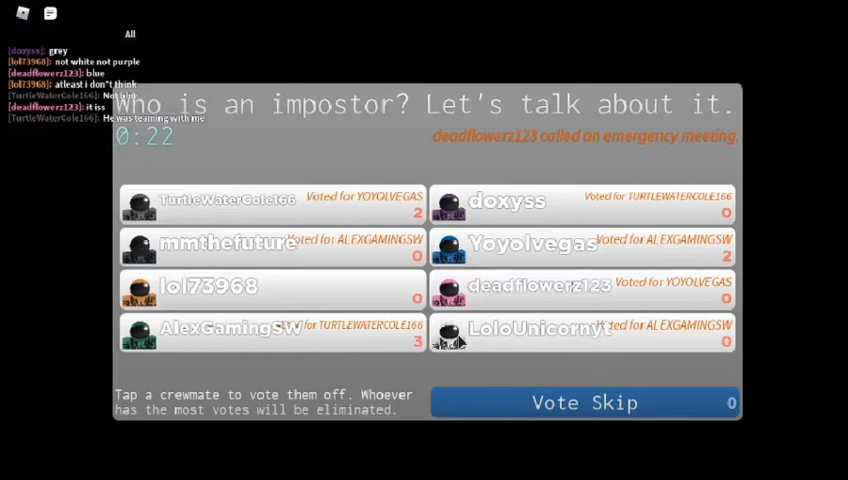 All
[doxyss]: grey
[lol73968]: not white not purple
[deadflowerz123]: blue
[lol73968]: atleast i don"t think
[TurtleWaterCole166]: Not blue
[deadflowerz123]: it iss
[TurtleWaterCole166]: He was teaming with me
Who is an impostor? Let's talk about it.
0:22
deadflowerz123 called an emergency meeting.
TurtleWaterCole166 Voted for YOYOLVEGAS
2
doxyss Voted for TURTLEWATERCOLE166
0
mmthefuture Voted for ALEXGAMINGSW
0
Yoyolvegas Voted for ALEXGAMINGSW
2
lol73968
0
deadflowerz123 Voted for YOYOLVEGAS
0
AlexGamingSW for TURTLEWATERCOLE166
3
LoloUnicornyt Voted for ALEXGAMINGSW
0
Tap a crewmate to vote them off. Whoever
has the most votes will be eliminated.
Vote Skip 0